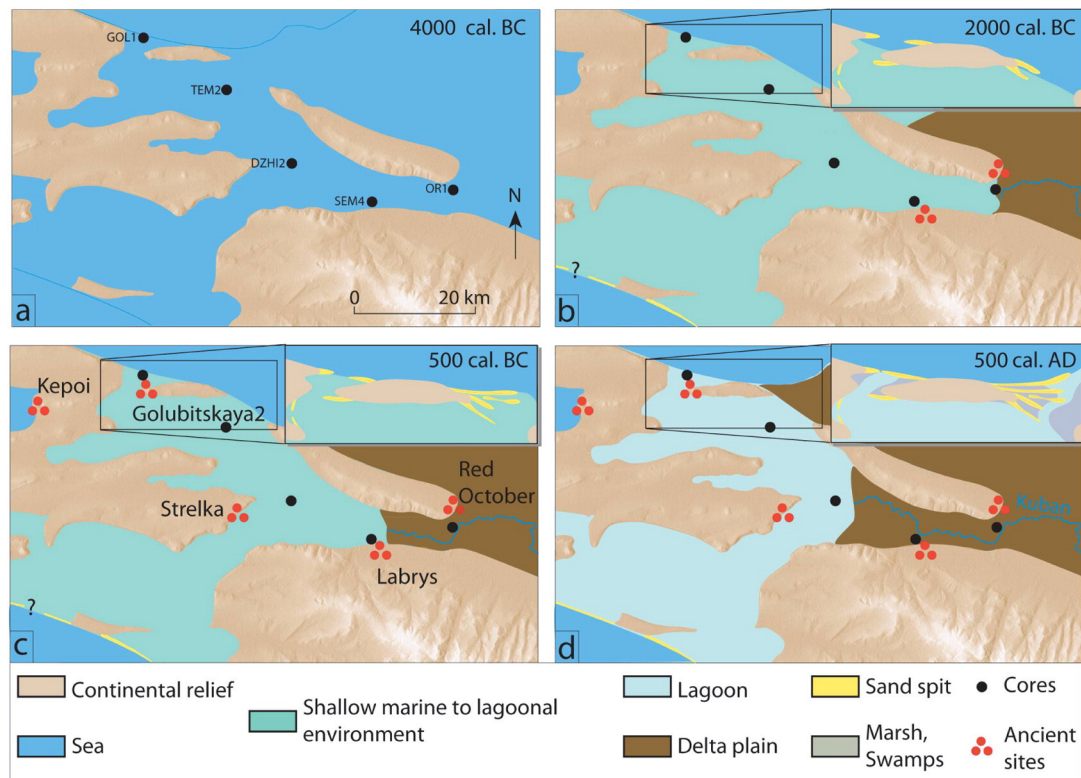 4000 cal. BC
GOL1
TEM2
DZHI2
OR1
SEM4
N
0 20 km
a
2000 cal. BC
?
b
500 cal. BC
Kepoi
Golubitskaya2
Red
October
Strelka
Labrys
?
c
500 cal. AD
Kuban
d
Continental relief
Sea
Shallow marine to lagoonal
environment
Lagoon
Delta plain
Sand spit
Marsh,
Swamps
Cores
Ancient
sites